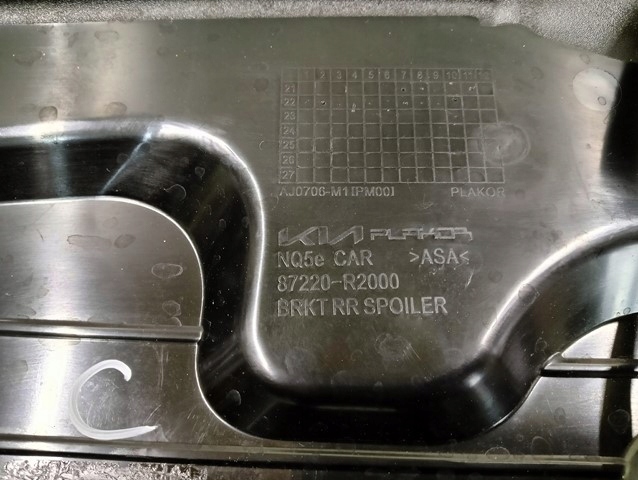 1 2 3 4 5 6 7 8 9 10 11 12
21
22
23
24
25
26
27
AJ0706-M1 [PM00] PLAKOR
KIA PLAKOR
NQ5e CAR >ASA<
87220-R2000
BRKT RR SPOILER
C